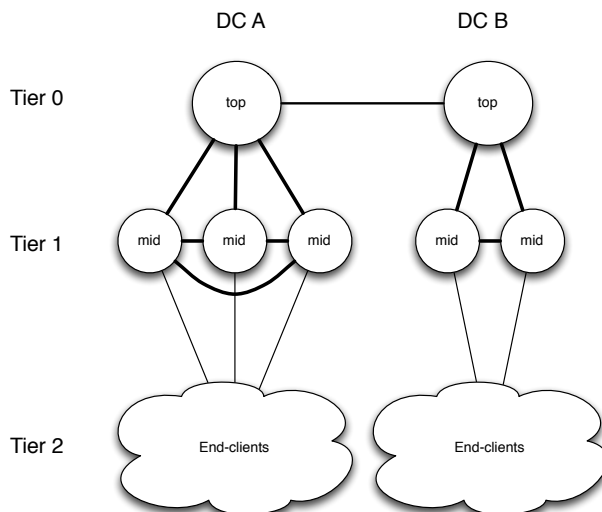 DC A DC B
Tier 0 top top
Tier 1 mid mid mid mid mid
Tier 2 End-clients End-clients